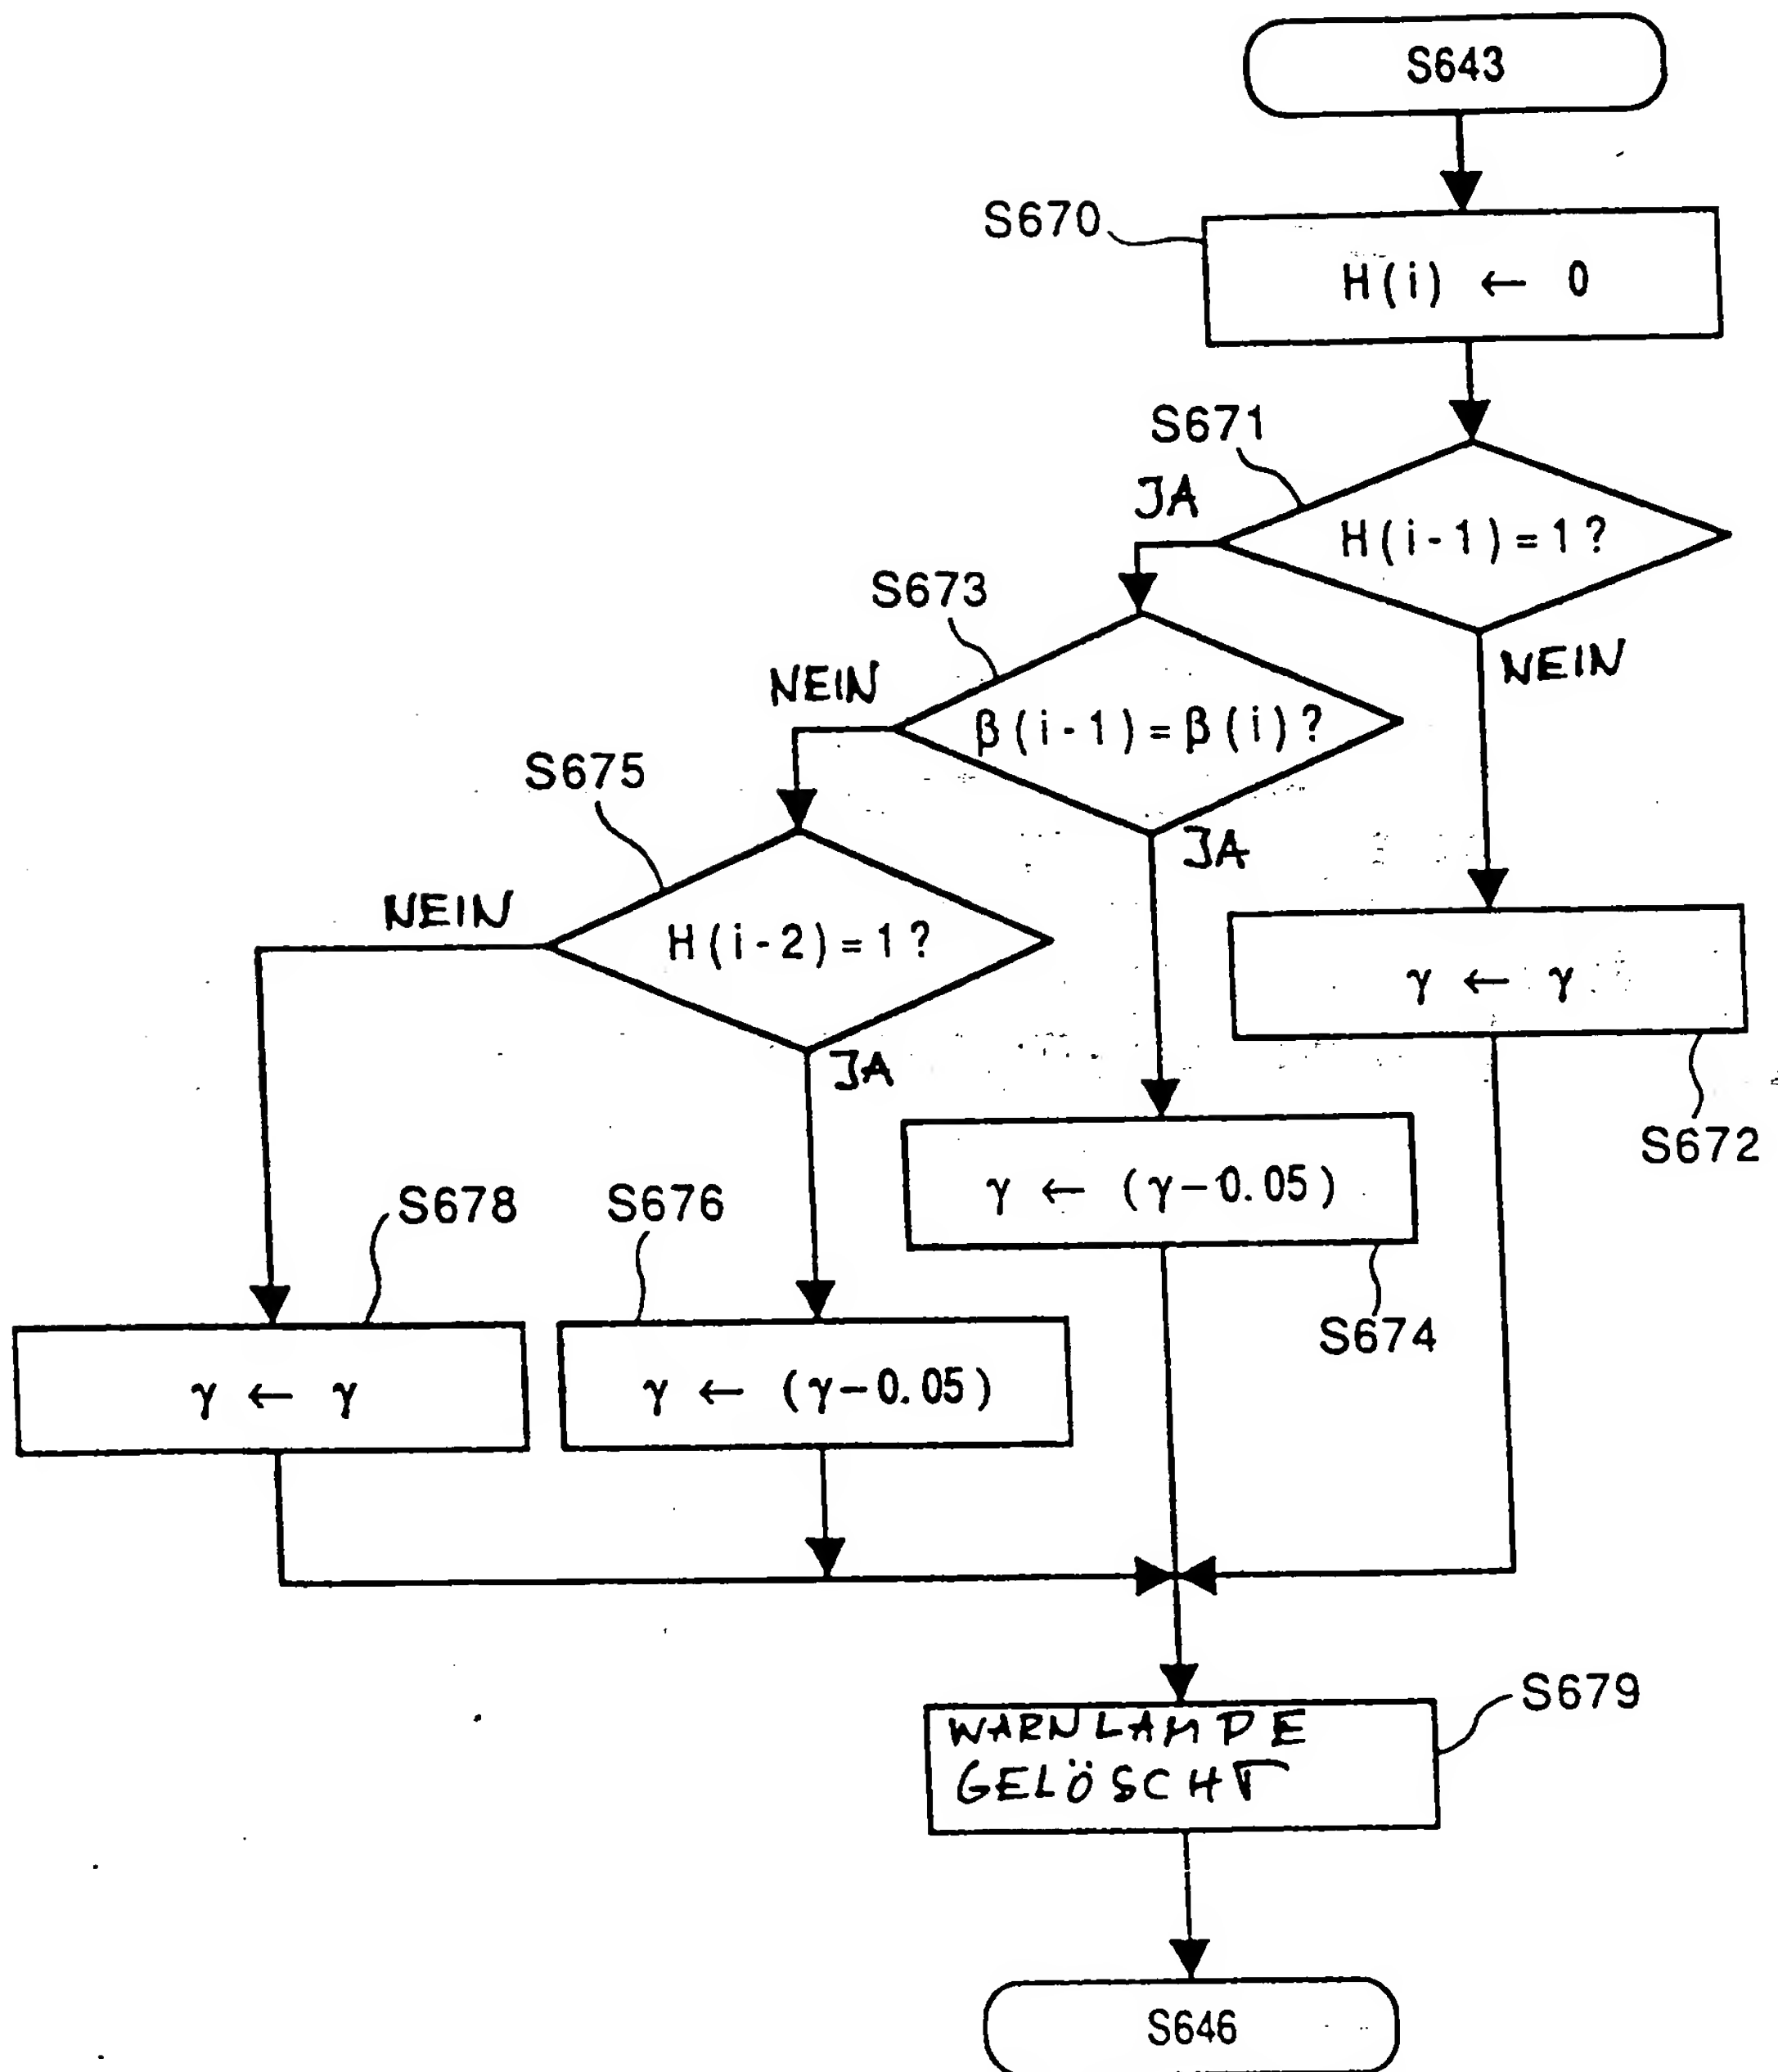 S643
S670
H(i) ← 0
S671
JA
H(i-1)=1?
NEIN
S673
NEIN
β(i-1)=β(i)?
JA
S675
NEIN
H(i-2)=1?
JA
γ ← γ
S672
γ ← (γ-0.05)
S674
S678
S676
γ ← γ
γ ← (γ-0.05)
S679
WARNLAMPE
GELÖSCHT
S646